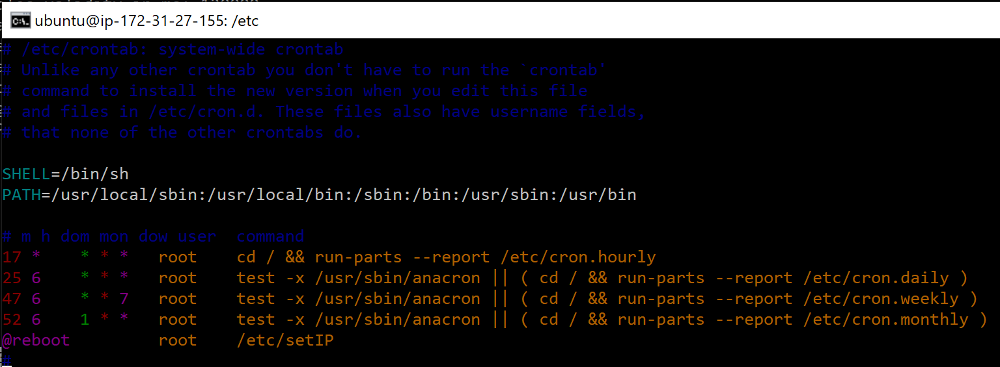 ubuntu@ip-172-31-27-155: /etc
# /etc/crontab: system-wide crontab
# Unlike any other crontab you don't have to run the `crontab'
# command to install the new version when you edit this file
# and files in /etc/cron.d. These files also have username fields,
# that none of the other crontabs do.
SHELL=/bin/sh
PATH=/usr/local/sbin:/usr/local/bin:/sbin:/bin:/usr/sbin:/usr/bin
# m h dom mon dow user  command
17 *    * * *   root    cd / && run-parts --report /etc/cron.hourly
25 6    * * *   root    test -x /usr/sbin/anacron || ( cd / && run-parts --report /etc/cron.daily )
47 6    * * 7   root    test -x /usr/sbin/anacron || ( cd / && run-parts --report /etc/cron.weekly )
52 6    1 * *   root    test -x /usr/sbin/anacron || ( cd / && run-parts --report /etc/cron.monthly )
@reboot         root    /etc/setIP
#